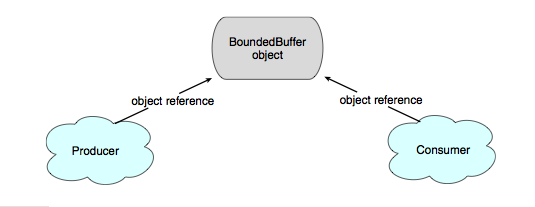 BoundedBuffer
object
object reference
object reference
Producer
Consumer